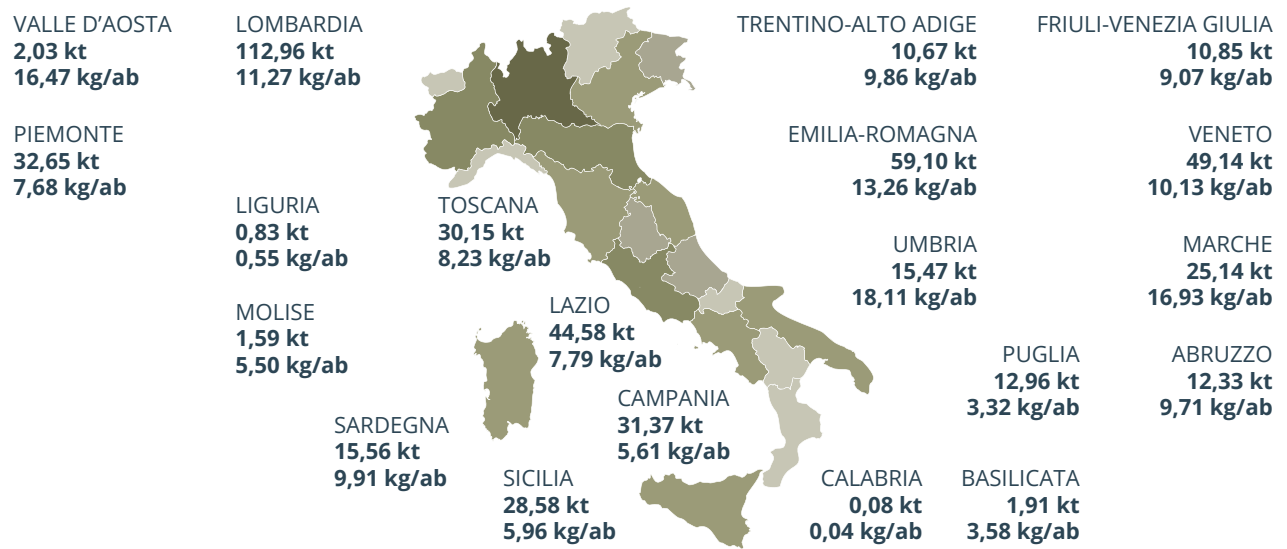 VALLE D’AOSTA
2,03 kt
16,47 kg/ab
LOMBARDIA
112,96 kt
11,27 kg/ab
TRENTINO-ALTO ADIGE
10,67 kt
9,86 kg/ab
FRIULI-VENEZIA GIULIA
10,85 kt
9,07 kg/ab
PIEMONTE
32,65 kt
7,68 kg/ab
EMILIA-ROMAGNA
59,10 kt
13,26 kg/ab
VENETO
49,14 kt
10,13 kg/ab
LIGURIA
0,83 kt
0,55 kg/ab
TOSCANA
30,15 kt
8,23 kg/ab
UMBRIA
15,47 kt
18,11 kg/ab
MARCHE
25,14 kt
16,93 kg/ab
MOLISE
1,59 kt
5,50 kg/ab
LAZIO
44,58 kt
7,79 kg/ab
PUGLIA
12,96 kt
3,32 kg/ab
ABRUZZO
12,33 kt
9,71 kg/ab
SARDEGNA
15,56 kt
9,91 kg/ab
CAMPANIA
31,37 kt
5,61 kg/ab
SICILIA
28,58 kt
5,96 kg/ab
CALABRIA
0,08 kt
0,04 kg/ab
BASILICATA
1,91 kt
3,58 kg/ab